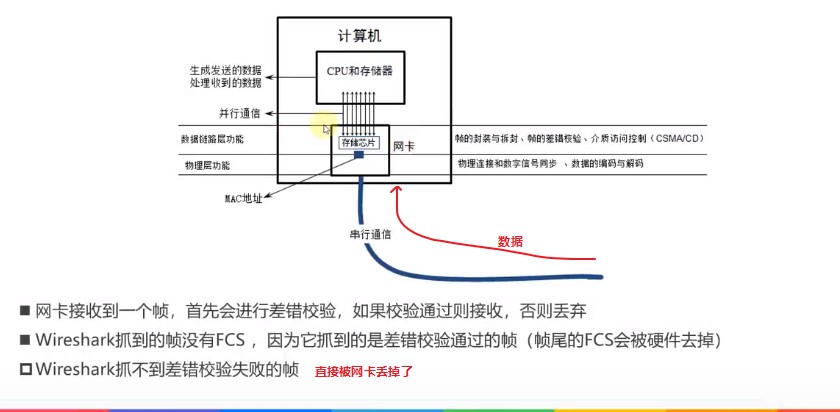 计算机
CPU和存储器
生成发送的数据
处理收到的数据
并行通信
数据链路层功能
存储芯片
网卡
帧的封装与拆封、帧的差错校验、介质访问控制（CSMA/CD）
物理层功能
物理连接和数字信号同步 、数据的编码与解码
MAC地址
串行通信
数据
网卡接收到一个帧，首先会进行差错校验，如果校验通过则接收，否则丢弃
Wireshark抓到的帧没有FCS ，因为它抓到的是差错校验通过的帧（帧尾的FCS会被硬件去掉）
Wireshark抓不到差错校验失败的帧 直接被网卡丢掉了